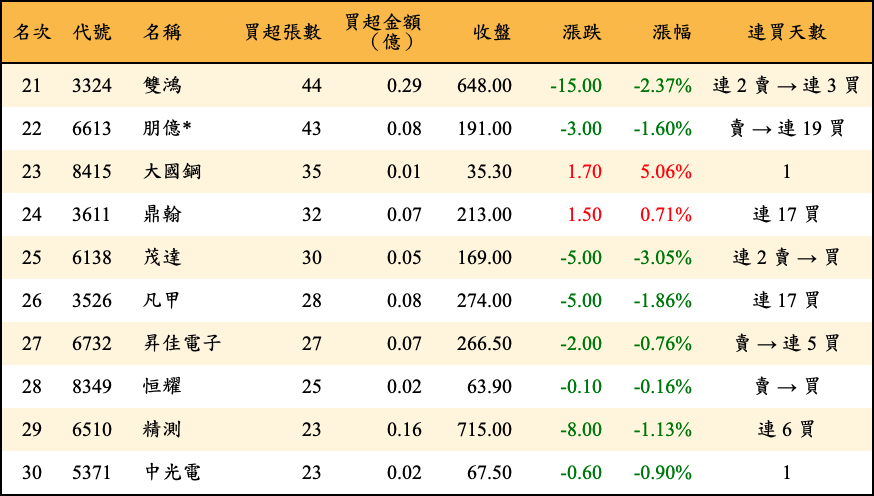 名次 代號 名稱 買超張數 買超金額（億） 收盤 漲跌 漲幅 連買天數
21 3324 雙鴻 44 0.29 648.00 -15.00 -2.37% 連 2 賣 → 連 3 買
22 6613 朋億* 43 0.08 191.00 -3.00 -1.60% 賣 → 連 19 買
23 8415 大國鋼 35 0.01 35.30 1.70 5.06% 1
24 3611 鼎翰 32 0.07 213.00 1.50 0.71% 連 17 買
25 6138 茂達 30 0.05 169.00 -5.00 -3.05% 連 2 賣 → 買
26 3526 凡甲 28 0.08 274.00 -5.00 -1.86% 連 17 買
27 6732 昇佳電子 27 0.07 266.50 -2.00 -0.76% 賣 → 連 5 買
28 8349 恒耀 25 0.02 63.90 -0.10 -0.16% 賣 → 買
29 6510 精測 23 0.16 715.00 -8.00 -1.13% 連 6 買
30 5371 中光電 23 0.02 67.50 -0.60 -0.90% 1